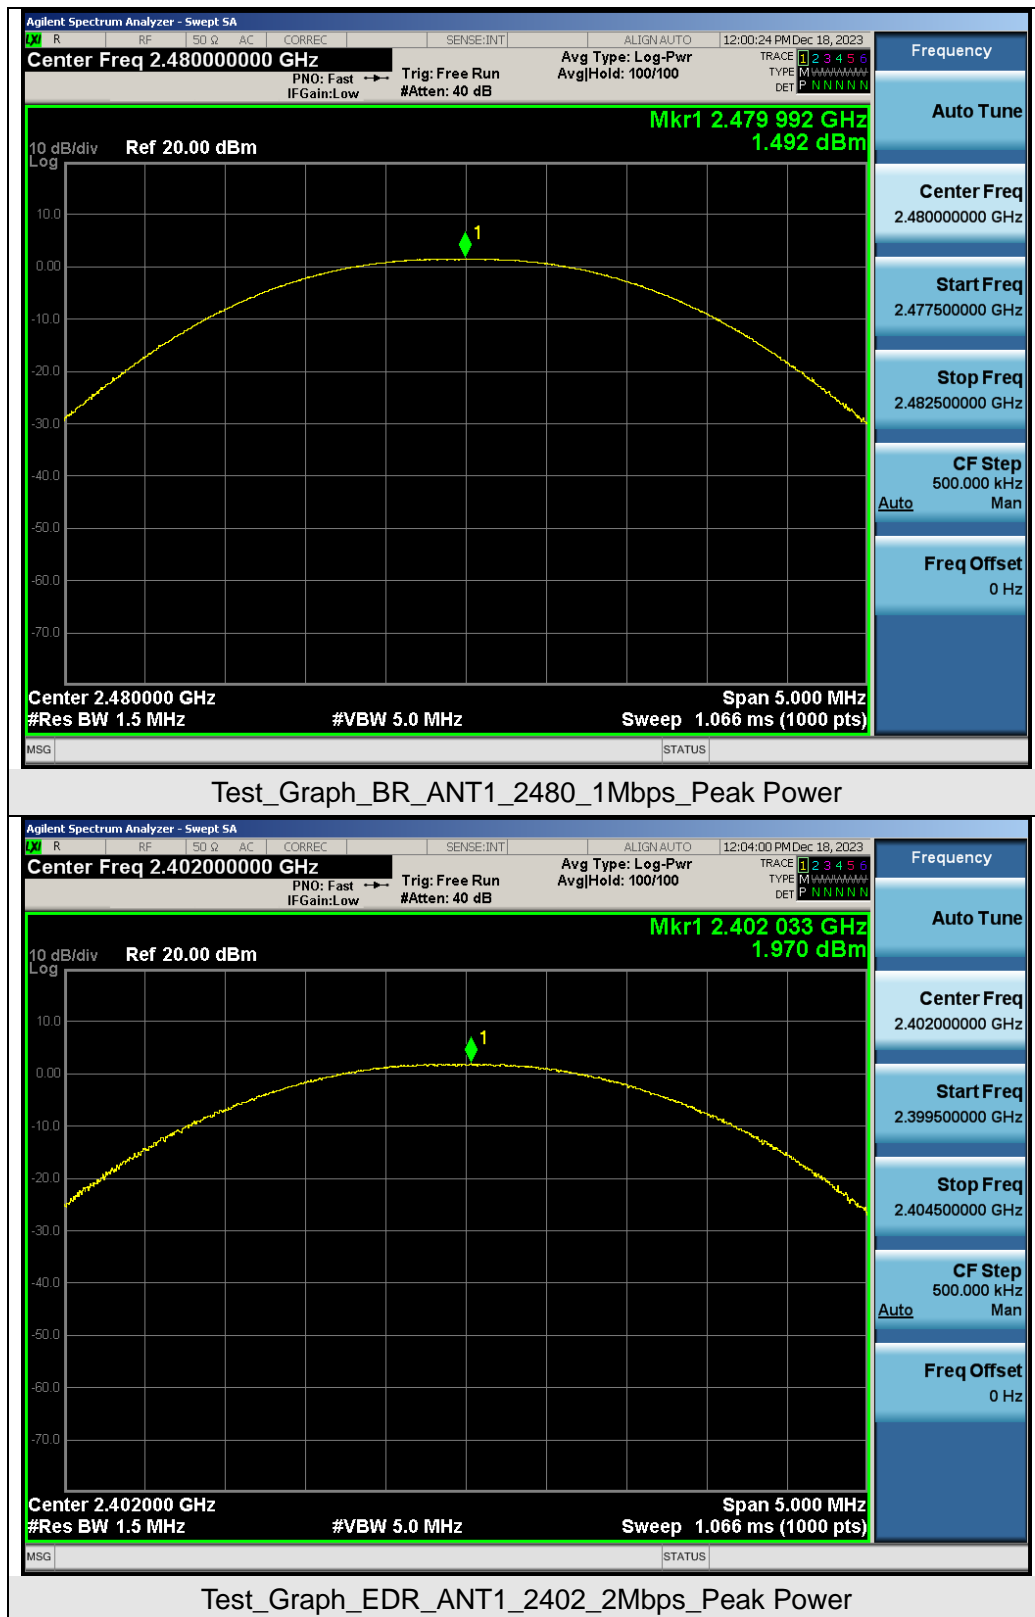 Agilent Spectrum Analyzer - Swept SA
LXI R RF 50 Ω AC CORREC SENSE:INT ALIGN AUTO 12:00:24 PM Dec 18, 2023
Center Freq 2.480000000 GHz
PNO: Fast
IFGain:Low
Trig: Free Run
#Atten: 40 dB
Avg Type: Log-Pwr
Avg|Hold: 100/100
TRACE 1 2 3 4 5 6
TYPE M WWWWW
DET P N N N N N
Mkr1 2.479 992 GHz
1.492 dBm
10 dB/div Ref 20.00 dBm
Log
10.0
0.00
-10.0
-20.0
-30.0
-40.0
-50.0
-60.0
-70.0
1
Center 2.480000 GHz Span 5.000 MHz
#Res BW 1.5 MHz #VBW 5.0 MHz Sweep 1.066 ms (1000 pts)
MSG STATUS
Frequency
Auto Tune
Center Freq
2.480000000 GHz
Start Freq
2.477500000 GHz
Stop Freq
2.482500000 GHz
CF Step
500.000 kHz
Auto Man
Freq Offset
0 Hz
Test_Graph_BR_ANT1_2480_1Mbps_Peak Power
Agilent Spectrum Analyzer - Swept SA
LXI R RF 50 Ω AC CORREC SENSE:INT ALIGN AUTO 12:04:00 PM Dec 18, 2023
Center Freq 2.402000000 GHz
PNO: Fast
IFGain:Low
Trig: Free Run
#Atten: 40 dB
Avg Type: Log-Pwr
Avg|Hold: 100/100
TRACE 1 2 3 4 5 6
TYPE M WWWWW
DET P N N N N N
Mkr1 2.402 033 GHz
1.970 dBm
10 dB/div Ref 20.00 dBm
Log
10.0
0.00
-10.0
-20.0
-30.0
-40.0
-50.0
-60.0
-70.0
1
Center 2.402000 GHz Span 5.000 MHz
#Res BW 1.5 MHz #VBW 5.0 MHz Sweep 1.066 ms (1000 pts)
MSG STATUS
Frequency
Auto Tune
Center Freq
2.402000000 GHz
Start Freq
2.399500000 GHz
Stop Freq
2.404500000 GHz
CF Step
500.000 kHz
Auto Man
Freq Offset
0 Hz
Test_Graph_EDR_ANT1_2402_2Mbps_Peak Power